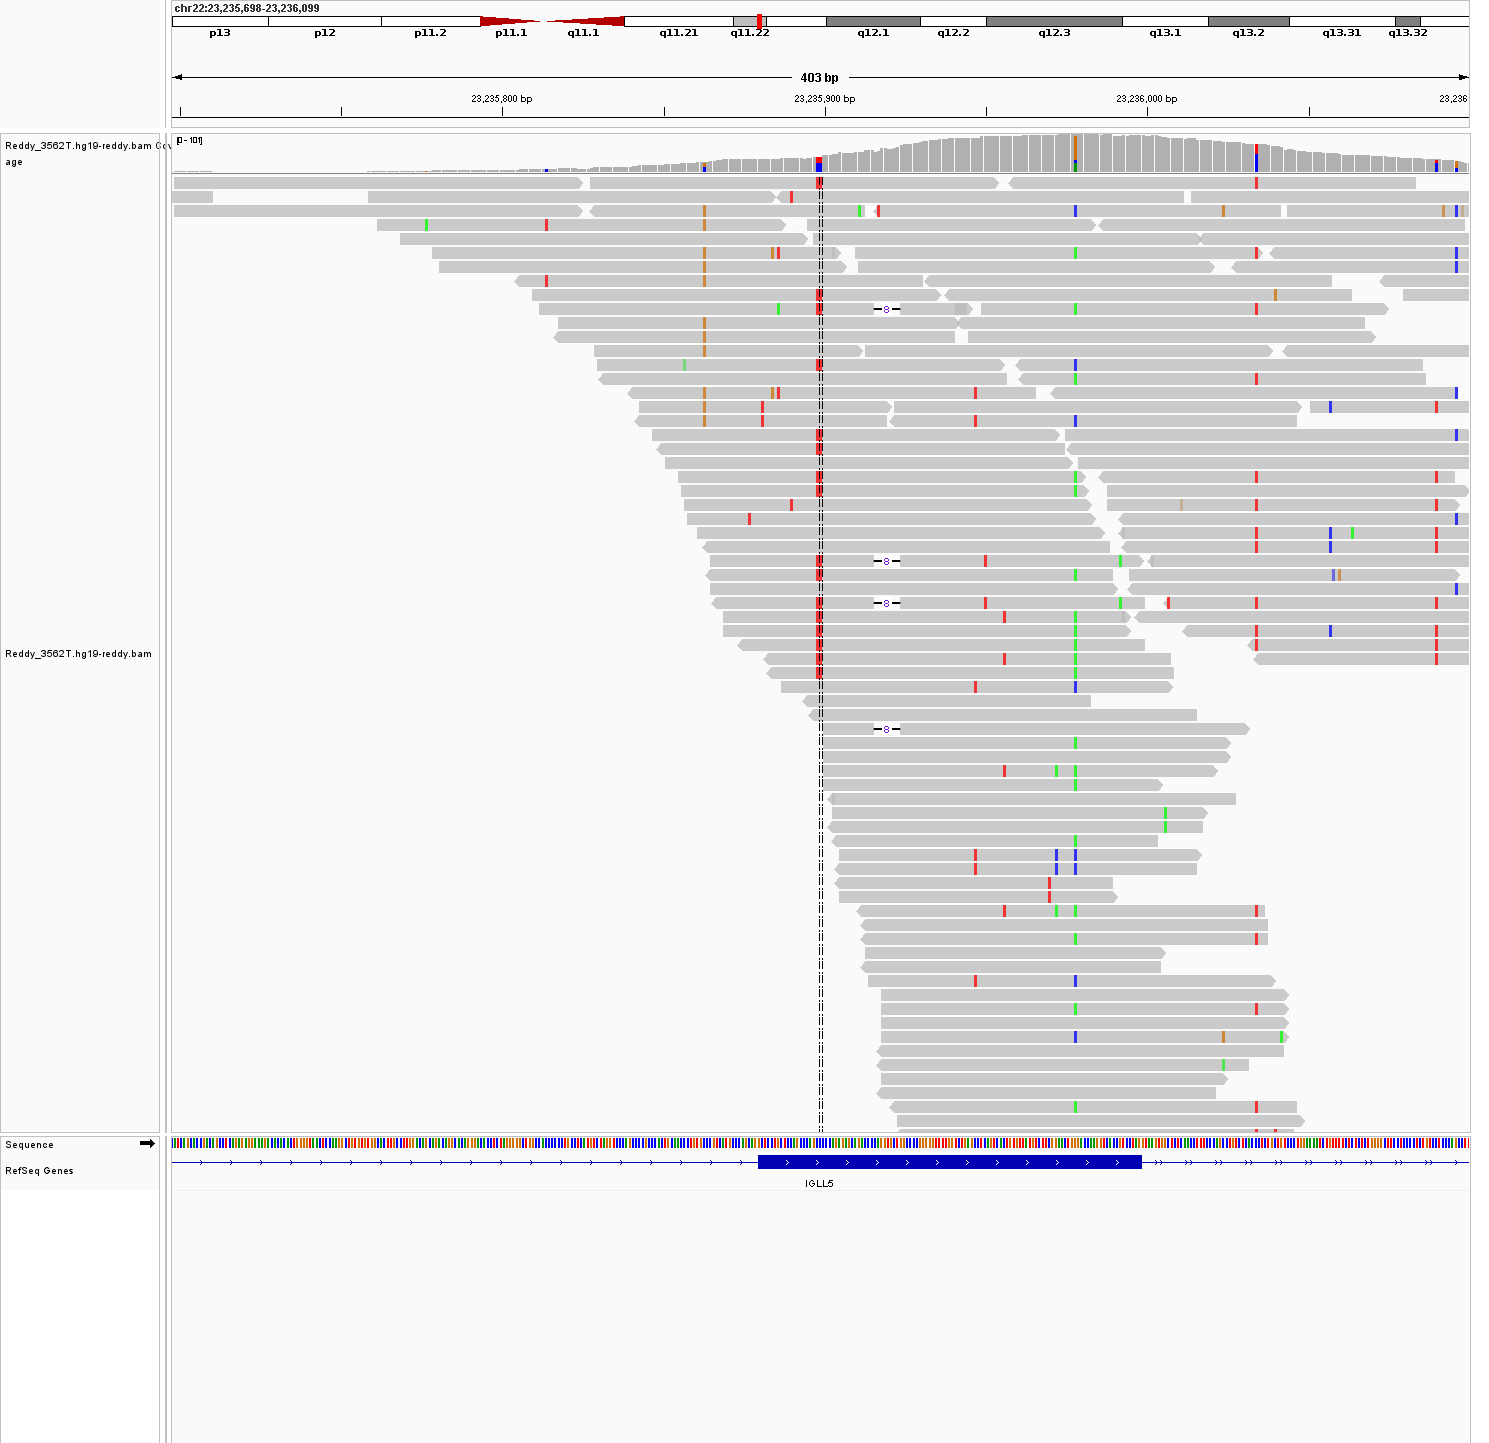 chr22:23,235,698-23,236,099
p13 p12 p11.2 p11.1 q11.1 q11.21 q11.22 q12.1 q12.2 q12.3 q13.1 q13.2 q13.31 q13.32
403 bp
23,235,800 bp 23,235,900 bp 23,236,000 bp 23,236
Reddy_3562T.hg19-reddy.bam Cov
age
[0 - 101]
8
8
8
Reddy_3562T.hg19-reddy.bam
8
Sequence
RefSeq Genes
IGLL5